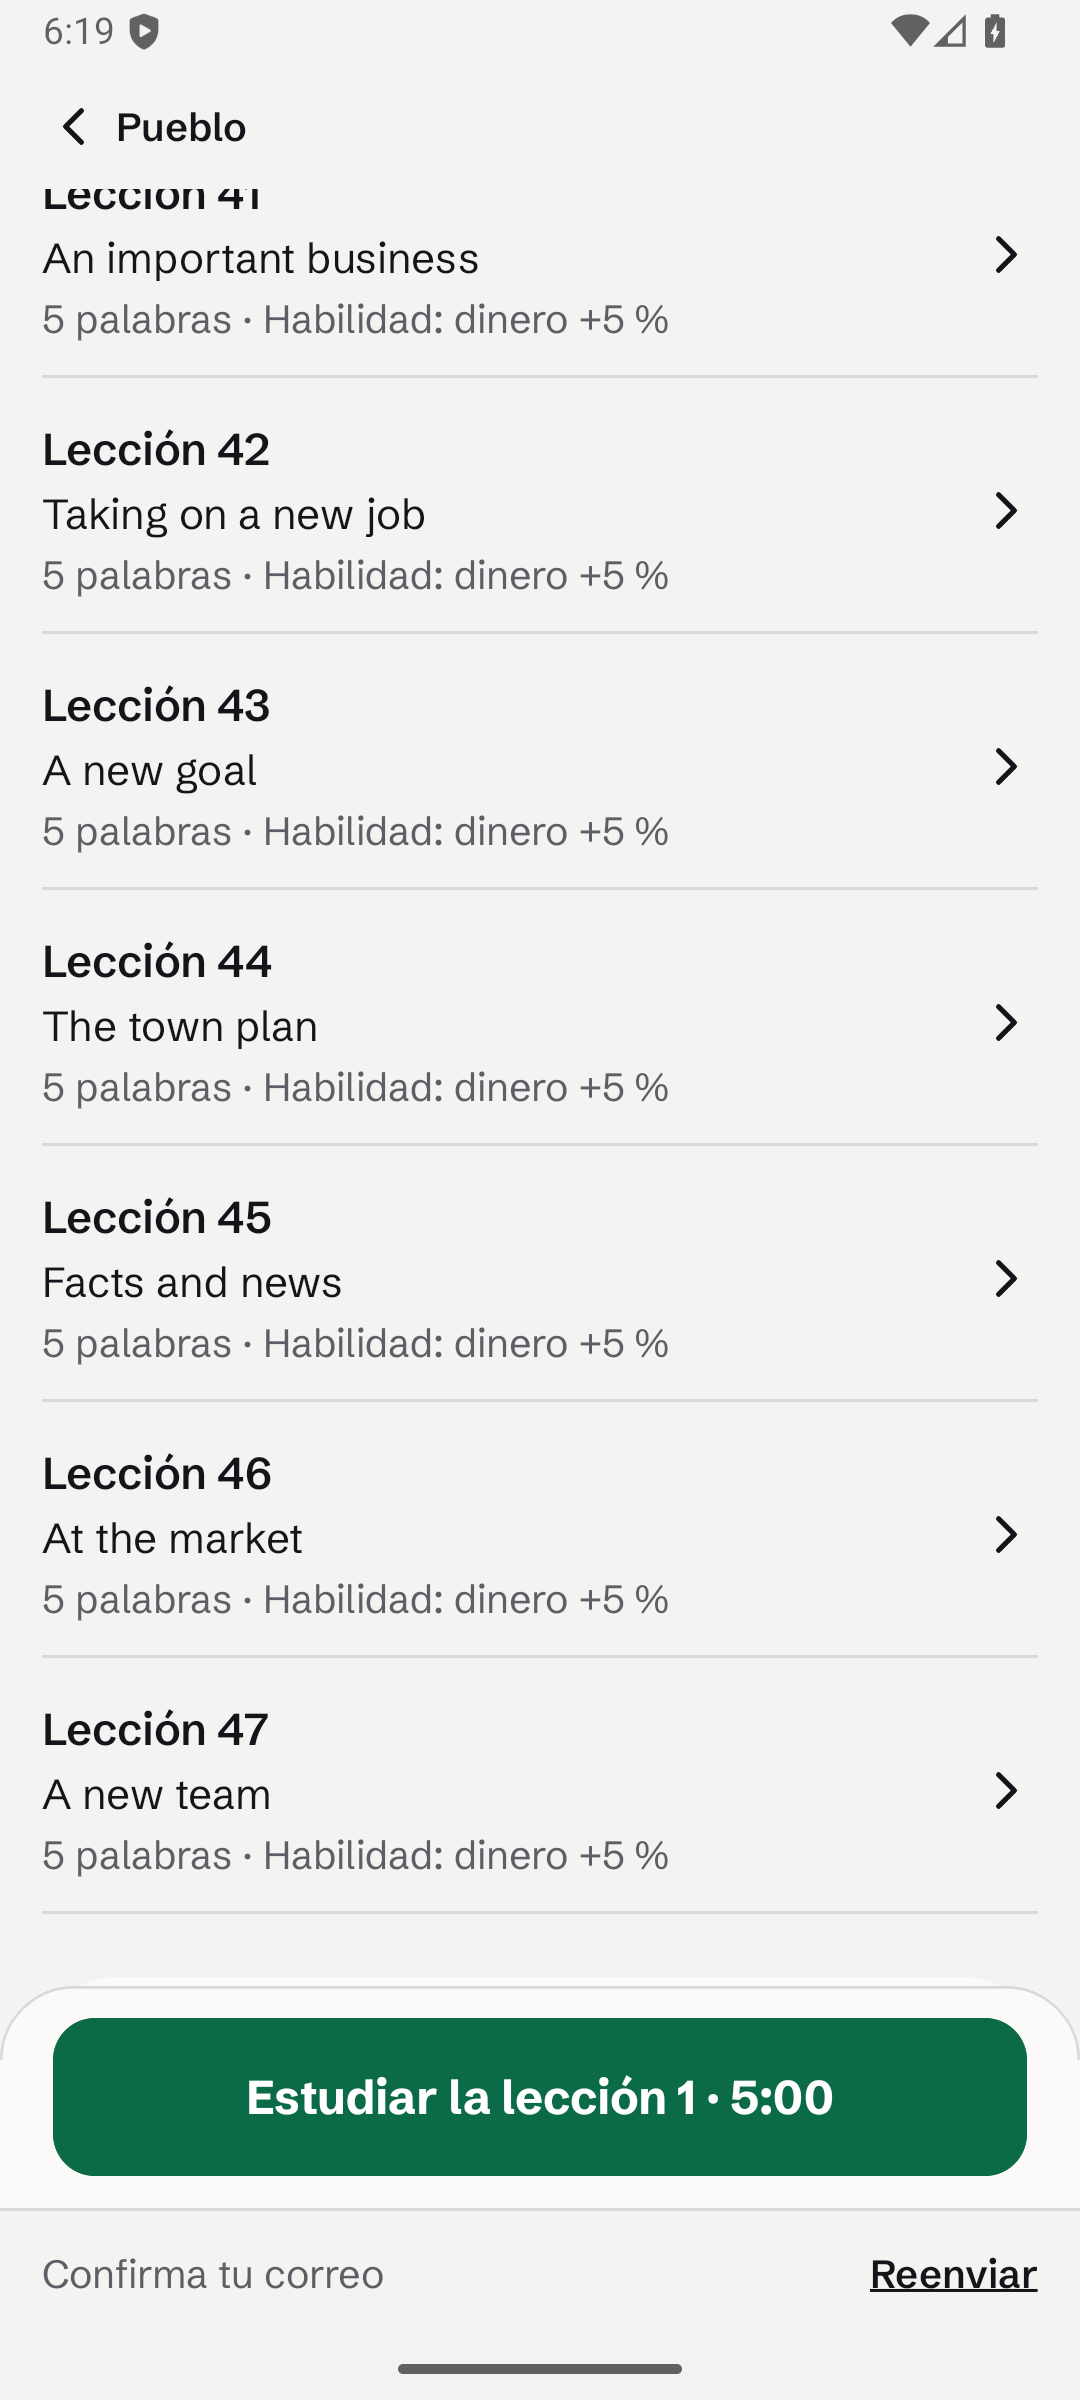 6:19
Pueblo
Lección 41
An important business
5 palabras · Habilidad: dinero +5 %
Lección 42
Taking on a new job
5 palabras · Habilidad: dinero +5 %
Lección 43
A new goal
5 palabras · Habilidad: dinero +5 %
Lección 44
The town plan
5 palabras · Habilidad: dinero +5 %
Lección 45
Facts and news
5 palabras · Habilidad: dinero +5 %
Lección 46
At the market
5 palabras · Habilidad: dinero +5 %
Lección 47
A new team
5 palabras · Habilidad: dinero +5 %
Estudiar la lección 1 · 5:00
Confirma tu correo
Reenviar